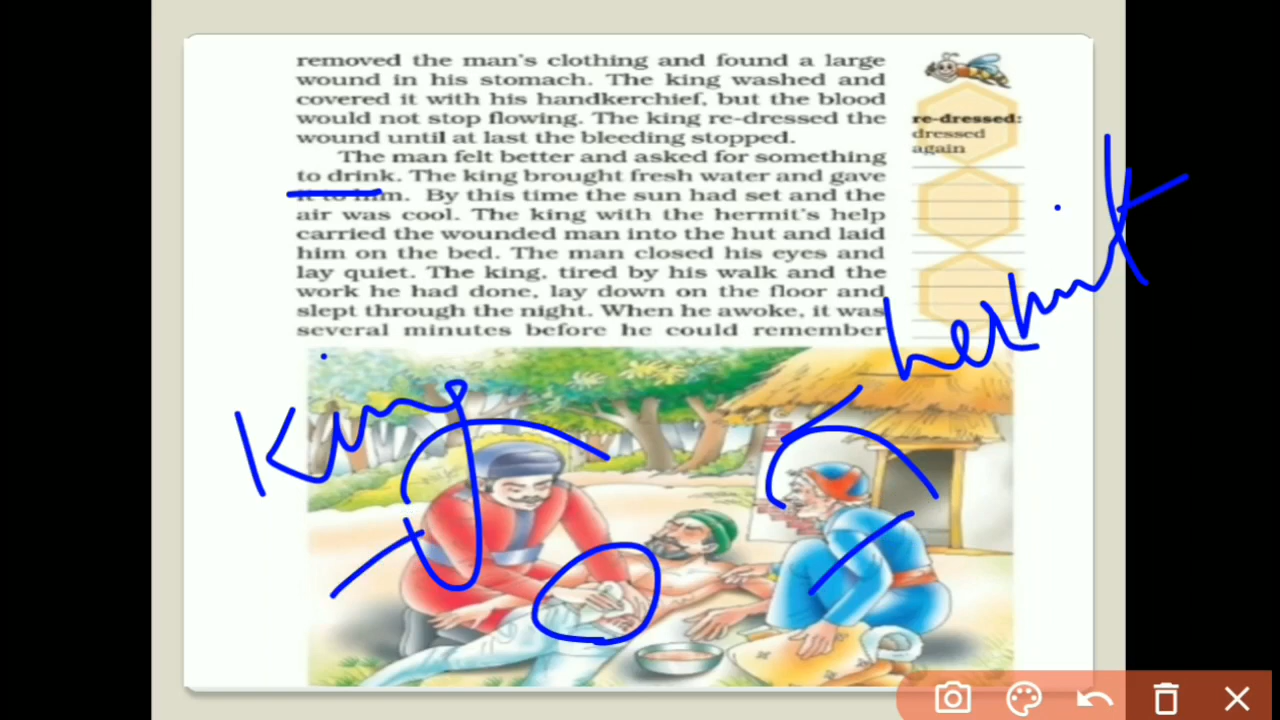 removed the man's clothing and found a large
wound in his stomach. The king washed and
covered it with his handkerchief, but the blood
would not stop flowing. The king re-dressed the
wound until at last the bleeding stopped.
The man felt better and asked for something
to drink. The king brought fresh water and gave
it to him. By this time the sun had set and the
air was cool. The king with the hermit's help
carried the wounded man into the hut and laid
him on the bed. The man closed his eyes and
lay quiet. The king, tired by his walk and the
work he had done, lay down on the floor and
slept through the night. When he awoke, it was
several minutes before he could remember
re-dressed:
dressed
again
King
hermit